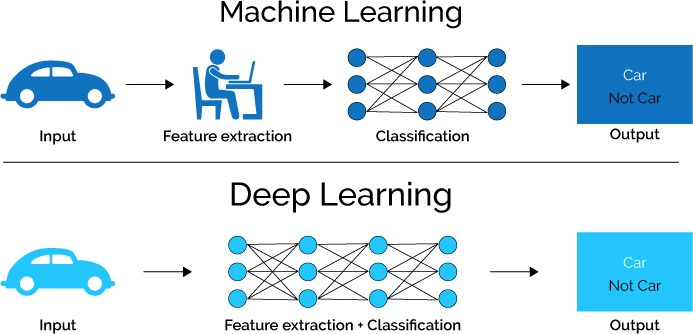 Machine Learning
Car
Not Car
Input
Feature extraction
Classification
Output
Deep Learning
Car
Not Car
Input
Feature extraction + Classification
Output